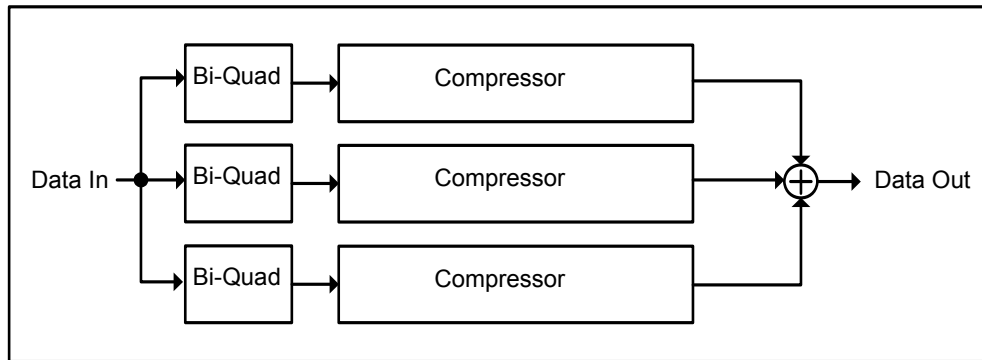 Bi-Quad
Compressor
Data In
Bi-Quad
Compressor
Data Out
Bi-Quad
Compressor